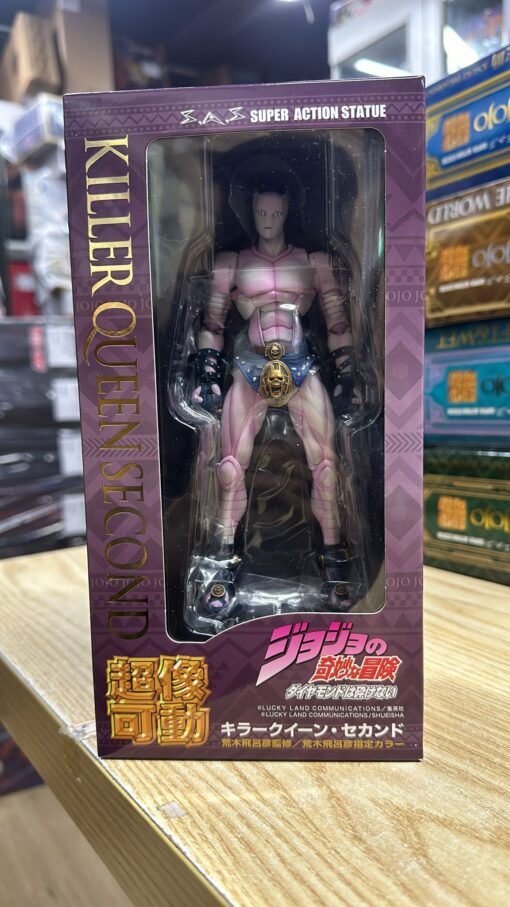 S.A.S SUPER ACTION STATUE
KILLER QUEEN SECOND
JOJO
超像
可動
ジョジョの
奇妙な冒険
ダイヤモンドは砕けない
©LUCKY LAND COMMUNICATIONS/集英社
©LUCKY LAND COMMUNICATIONS/SHUEISHA
キラークイーン・セカンド
荒木飛呂彦監修/荒木飛呂彦指定カラー
THE WORLD